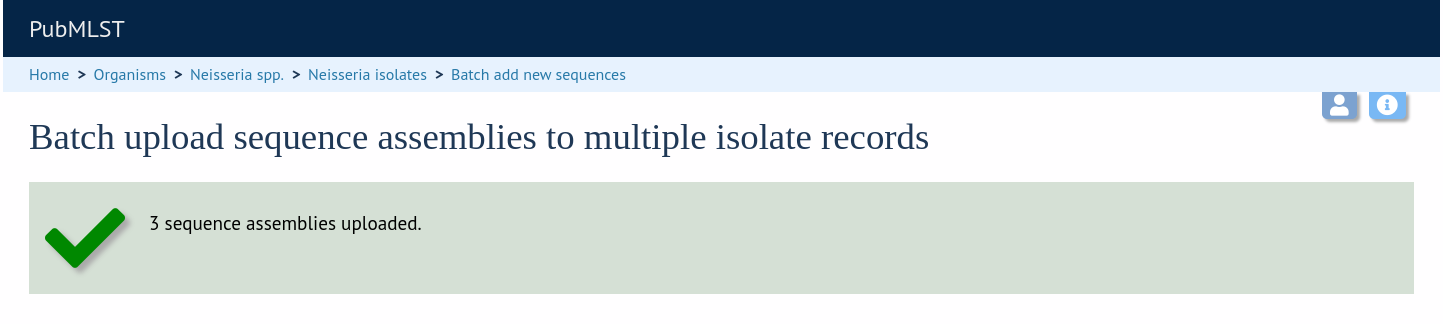 PubMLST
Home > Organisms > Neisseria spp. > Neisseria isolates > Batch add new sequences
Batch upload sequence assemblies to multiple isolate records
3 sequence assemblies uploaded.